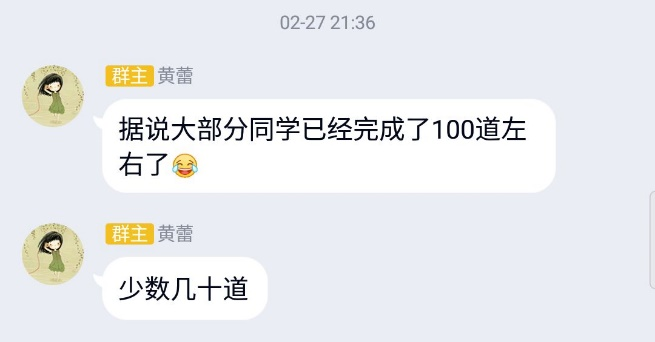 02-27 21:36
群主 黄蕾
据说大部分同学已经完成了100道左
右了😂
群主 黄蕾
少数几十道